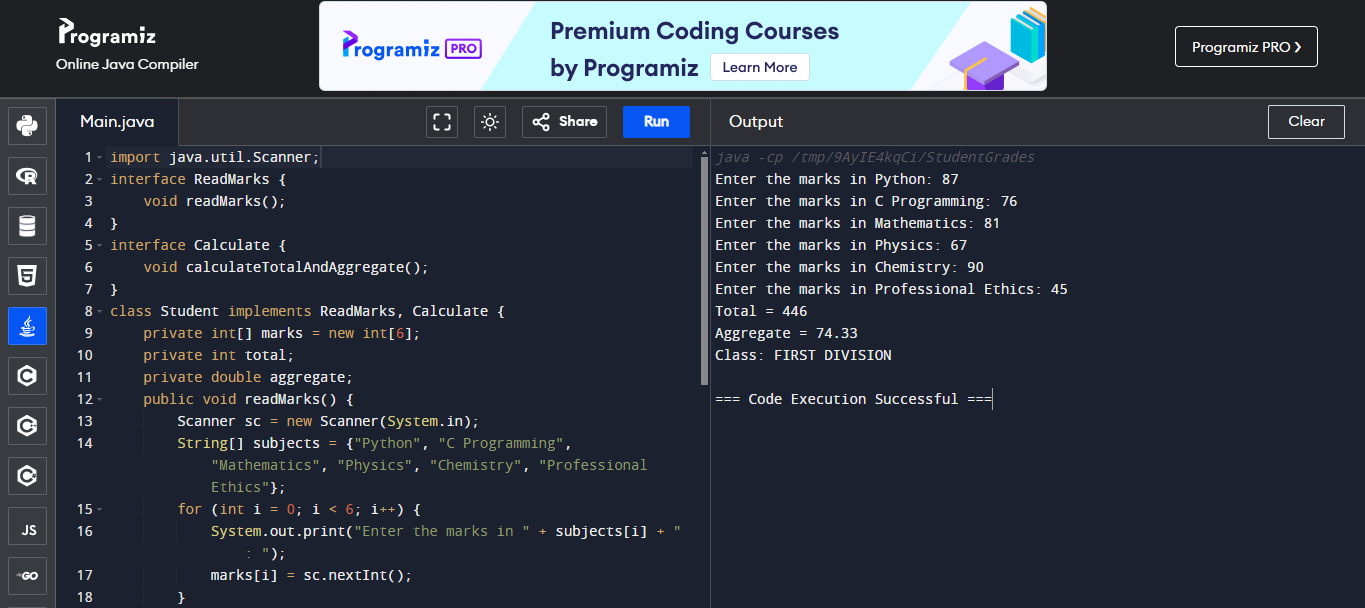 Programiz
Online Java Compiler
Programiz PRO
Premium Coding Courses
by Programiz
Learn More
Programiz PRO ❯
Main.java
Share
Run
Output
Clear
1 import java.util.Scanner;
2 interface ReadMarks {
3 void readMarks();
4 }
5 interface Calculate {
6 void calculateTotalAndAggregate();
7 }
8 class Student implements ReadMarks, Calculate {
9 private int[] marks = new int[6];
10 private int total;
11 private double aggregate;
12 public void readMarks() {
13 Scanner sc = new Scanner(System.in);
14 String[] subjects = {"Python", "C Programming",
"Mathematics", "Physics", "Chemistry", "Professional
Ethics"};
15 for (int i = 0; i < 6; i++) {
16 System.out.print("Enter the marks in " + subjects[i] + "
: ");
17 marks[i] = sc.nextInt();
18 }
java -cp /tmp/9AyIE4kqCi/StudentGrades
Enter the marks in Python: 87
Enter the marks in C Programming: 76
Enter the marks in Mathematics: 81
Enter the marks in Physics: 67
Enter the marks in Chemistry: 90
Enter the marks in Professional Ethics: 45
Total = 446
Aggregate = 74.33
Class: FIRST DIVISION
=== Code Execution Successful ===
R
5
C
C
C
JS
GO